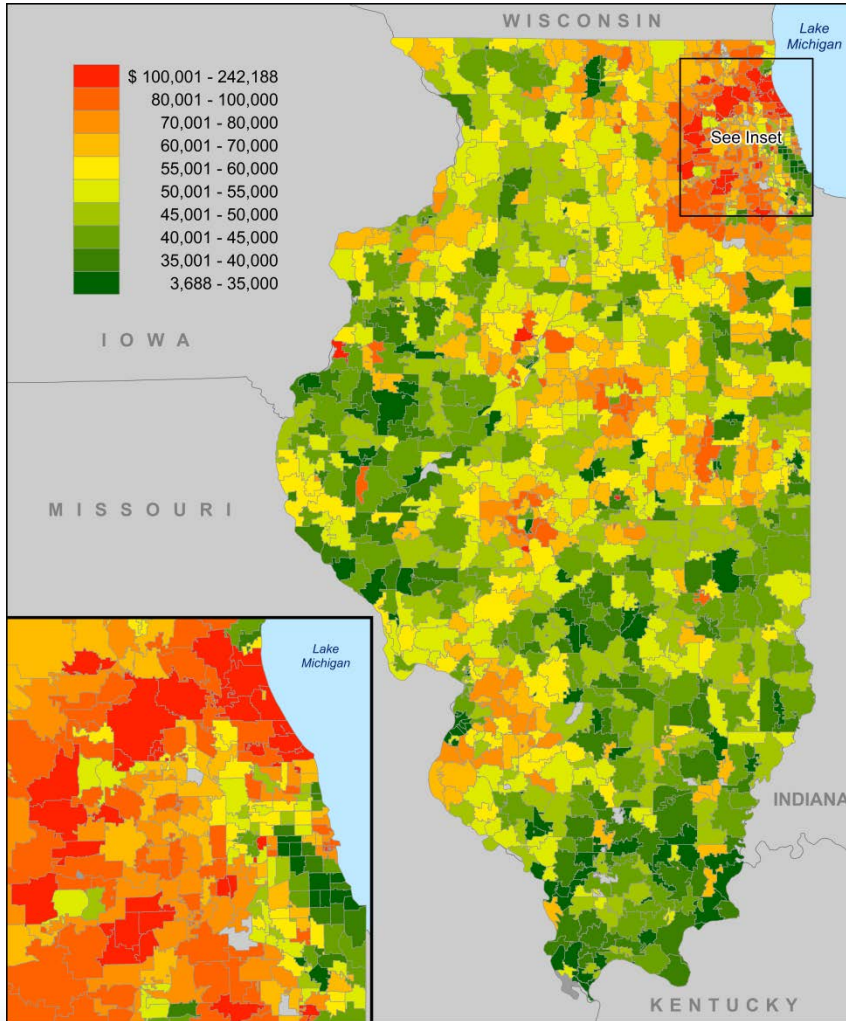 WISCONSIN
Lake
Michigan
$ 100,001 - 242,188
80,001 - 100,000
70,001 - 80,000
60,001 - 70,000
55,001 - 60,000
50,001 - 55,000
45,001 - 50,000
40,001 - 45,000
35,001 - 40,000
3,688 - 35,000
See Inset
IOWA
MISSOURI
Lake
Michigan
INDIANA
KENTUCKY